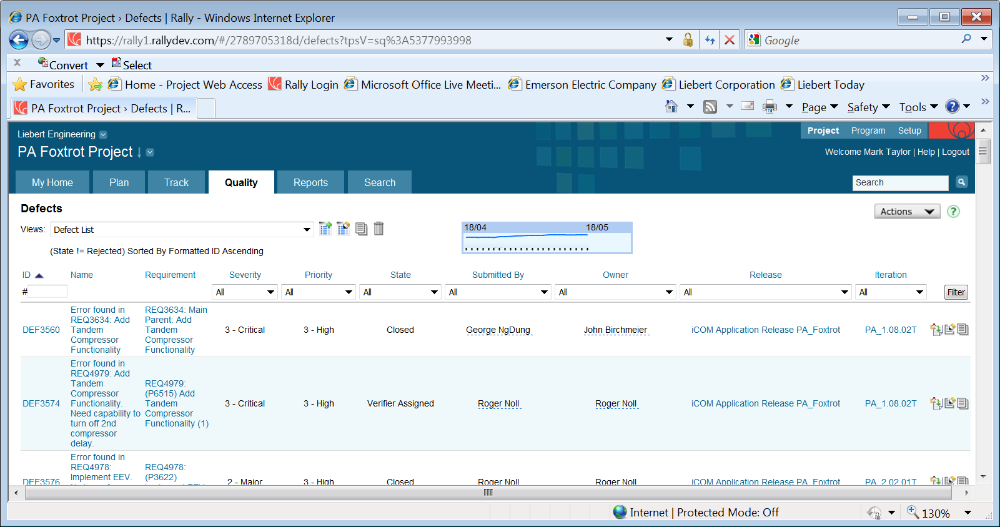 PA Foxtrot Project › Defects | Rally - Windows Internet Explorer
https://rally1.rallydev.com/#/2789705318d/defects?tpsV=sq%3A5377993998
Google
x Convert Select
Favorites Home - Project Web Access Rally Login Microsoft Office Live Meeti... Emerson Electric Company Liebert Corporation Liebert Today »
PA Foxtrot Project › Defects | R... Page Safety Tools »
Liebert Engineering
Project Program Setup
PA Foxtrot Project
Welcome Mark Taylor | Help | Logout
My Home Plan Track Quality Reports Search
Search
Defects
Actions ?
Views: Defect List
18/04 18/05
(State != Rejected) Sorted By Formatted ID Ascending
ID Name Requirement Severity Priority State Submitted By Owner Release Iteration
# All All All All All All All Filter
Error found in
REQ3634: Add
Tandem
Compressor
Functionality
REQ3634: Main
Parent: Add
Tandem
Compressor
Functionality
DEF3560 3 - Critical 3 - High Closed George NgDung John Birchmeier iCOM Application Release PA_Foxtrot PA_1.08.02T
Error found in
REQ4979: Add
Tandem
Compressor
Functionality.
Need capability to
turn off 2nd
compressor
delay.
REQ4979:
(P6515) Add
Tandem
Compressor
Functionality (1)
DEF3574 3 - Critical 3 - High Verifier Assigned Roger Noll Roger Noll iCOM Application Release PA_Foxtrot PA_1.08.02T
Error found in
REQ4978:
Implement EEV.
REQ4978:
(P3622)
DEF3576 2 - Major 3 - High Closed Roger Noll Roger Noll iCOM Application Release PA_Foxtrot PA_2.02.01T
Internet | Protected Mode: Off
130%